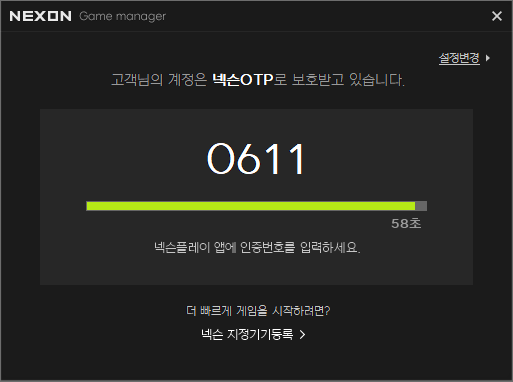 NEXON Game manager
설정변경
고객님의 계정은 넥슨OTP로 보호받고 있습니다.
0611
58초
넥슨플레이 앱에 인증번호를 입력하세요.
더 빠르게 게임을 시작하려면?
넥슨 지정기기등록 >